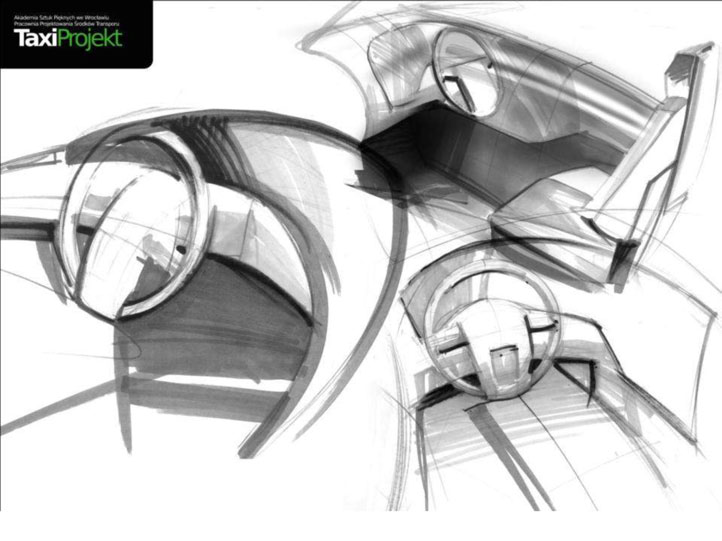 Akademia Sztuk Pięknych we Wrocławiu
Pracownia Projektowania Środków Transportu
TaxiProjekt